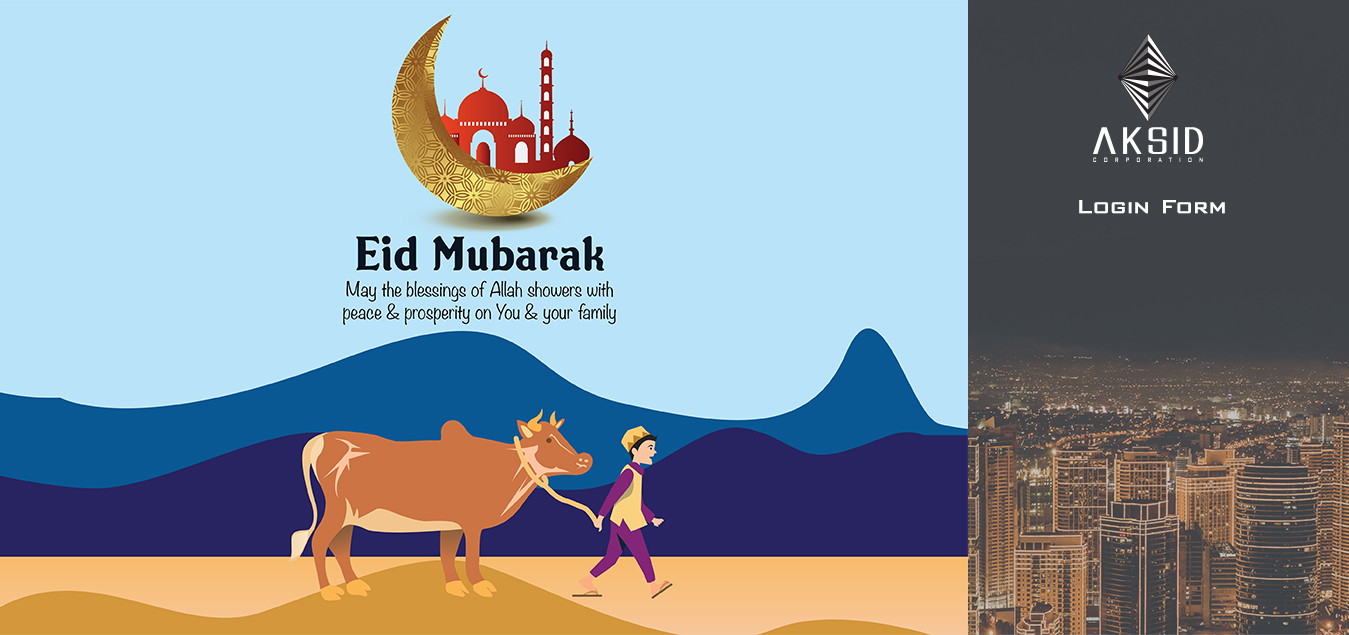 Eid Mubarak
May the blessings of Allah showers with
peace & prosperity on You & your family
AKSID
CORPORATION
Login Form